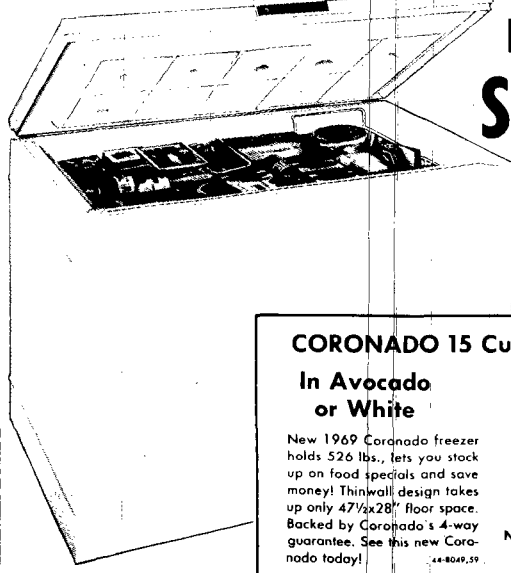 S
CORONADO 15 Cu
In Avocado
or White
New 1969 Coronado freezer
holds 526 lbs., lets you stock
up on food specials and save
money! Thinwall design takes
up only 47½x28" floor space.
Backed by Coronado's 4-way
guarantee. See this new Coro-
nado today! 44-8049,59
N